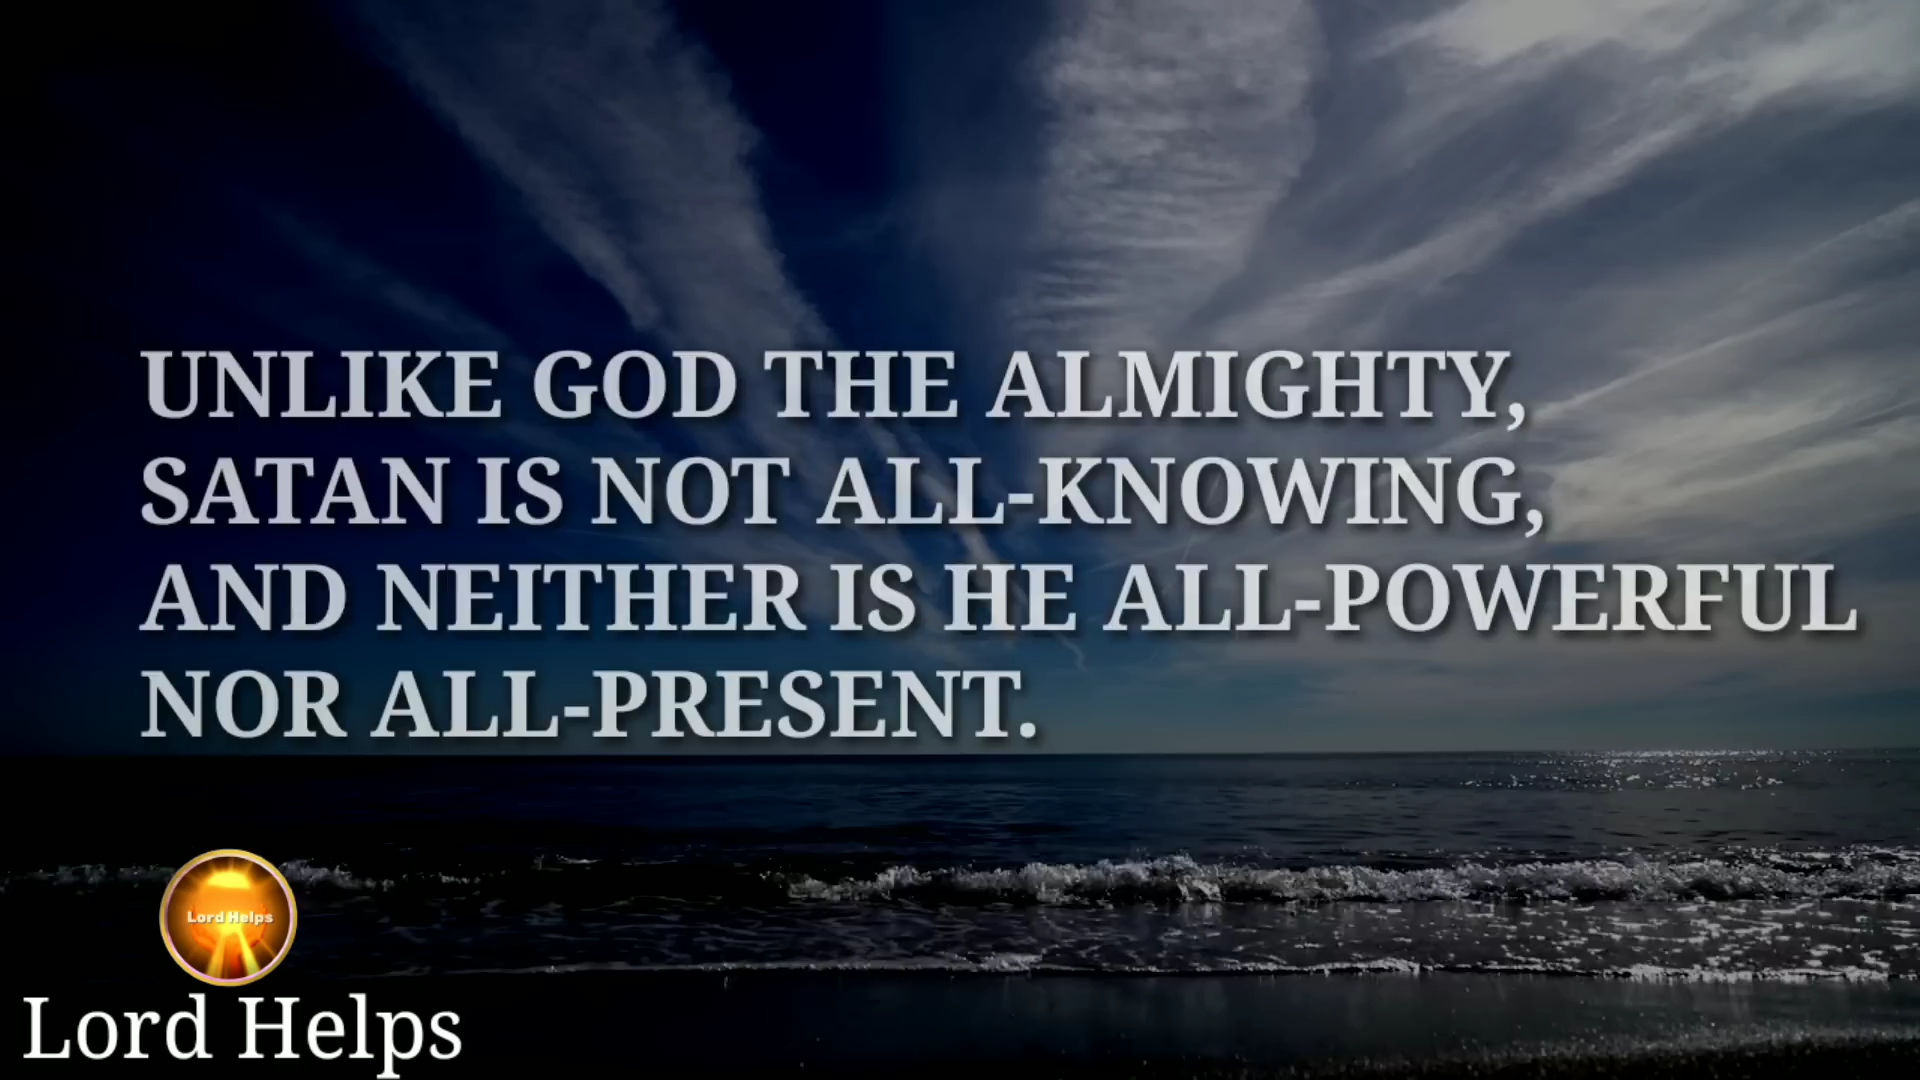 UNLIKE GOD THE ALMIGHTY,
SATAN IS NOT ALL-KNOWING,
AND NEITHER IS HE ALL-POWERFUL
NOR ALL-PRESENT.
Lord Helps
Lord Helps